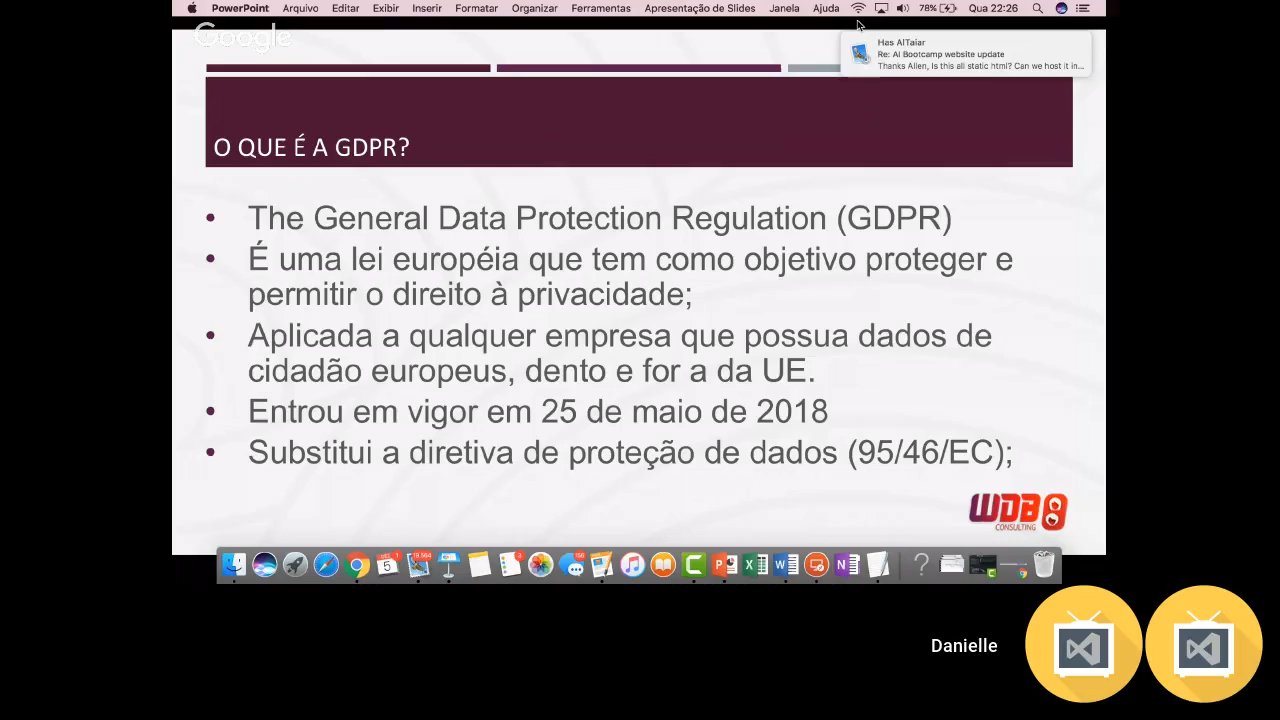 PowerPoint Arquivo Editar Exibir Inserir Formatar Organizar Ferramentas Apresentação de Slides Janela Ajuda 78% Qua 22:26
Google
Has AlTaiar
Re: AI Bootcamp website update
Thanks Allen, Is this all static html? Can we host it in...
O QUE É A GDPR?
• The General Data Protection Regulation (GDPR)
• É uma lei européia que tem como objetivo proteger e
permitir o direito à privacidade;
• Aplicada a qualquer empresa que possua dados de
cidadão europeus, dento e for a da UE.
• Entrou em vigor em 25 de maio de 2018
• Substitui a diretiva de proteção de dados (95/46/EC);
WDB
CONSULTING
Danielle